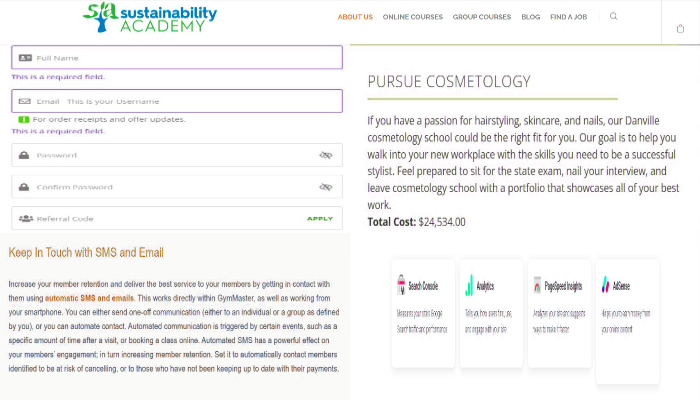 sa sustainability
ACADEMY
ABOUT US ONLINE COURSES GROUP COURSES BLOG FIND A JOB
Full Name
This is a required field.
Email This is your Username
For order receipts and offer updates.
This is a required field.
Password
Confirm Password
Referral Code APPLY
Keep In Touch with SMS and Email
Increase your member retention and deliver the best service to your members by getting in contact with
them using automatic SMS and emails. This works directly within GymMaster, as well as working from
your smartphone. You can either send one-off communication (either to an individual or a group as defined
by you), or you can automate contact. Automated communication is triggered by certain events, such as a
specific amount of time after a visit, or booking a class online. Automated SMS has a powerful effect on
your members' engagement; in turn increasing member retention. Set it to automatically contact members
identified to be at risk of cancelling, or to those who have not been keeping up to date with their payments.
PURSUE COSMETOLOGY
If you have a passion for hairstyling, skincare, and nails, our Danville
cosmetology school could be the right fit for you. Our goal is to help you
walk into your new workplace with the skills you need to be a successful
stylist. Feel prepared to sit for the state exam, nail your interview, and
leave cosmetology school with a portfolio that showcases all of your best
work.
Total Cost: $24,534.00
Search Console
Measures your site's Google
Search traffic and performance
Analytics
Tells you how users find, use,
and engage with your site
PageSpeed Insights
Analyzes your site and suggests
ways to make it faster
AdSense
Helps you to earn money from
your online content